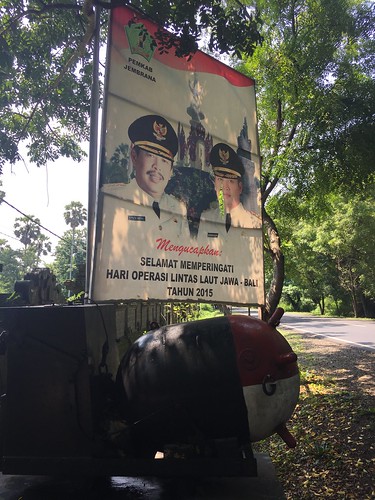 PEMKAB
JEMBRANA
Mengucapkan:
SELAMAT MEMPERINGATI
HARI OPERASI LINTAS LAUT JAWA - BALI
TAHUN 2015